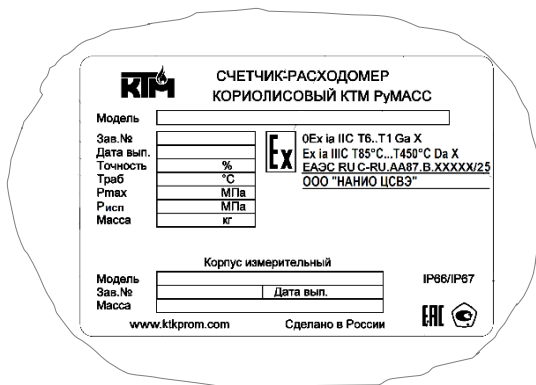 КТМ
СЧЕТЧИК-РАСХОДОМЕР
КОРИОЛИСОВЫЙ КТМ РуМАСС
Модель
Зав.№
Дата вып.
Точность %
Траб °С
Pmax МПа
Рисп МПа
Масса кг
Ex
0Ex ia IIC T6..T1 Ga X
Ex ia IIIC T85°C...T450°C Da X
ЕАЭС RU C-RU.AA87.B.XXXXX/25
ООО "НАНИО ЦСВЭ"
Корпус измерительный
Модель
Зав.№ Дата вып.
Масса
IP66/IP67
www.ktkprom.com Сделано в России
EAC